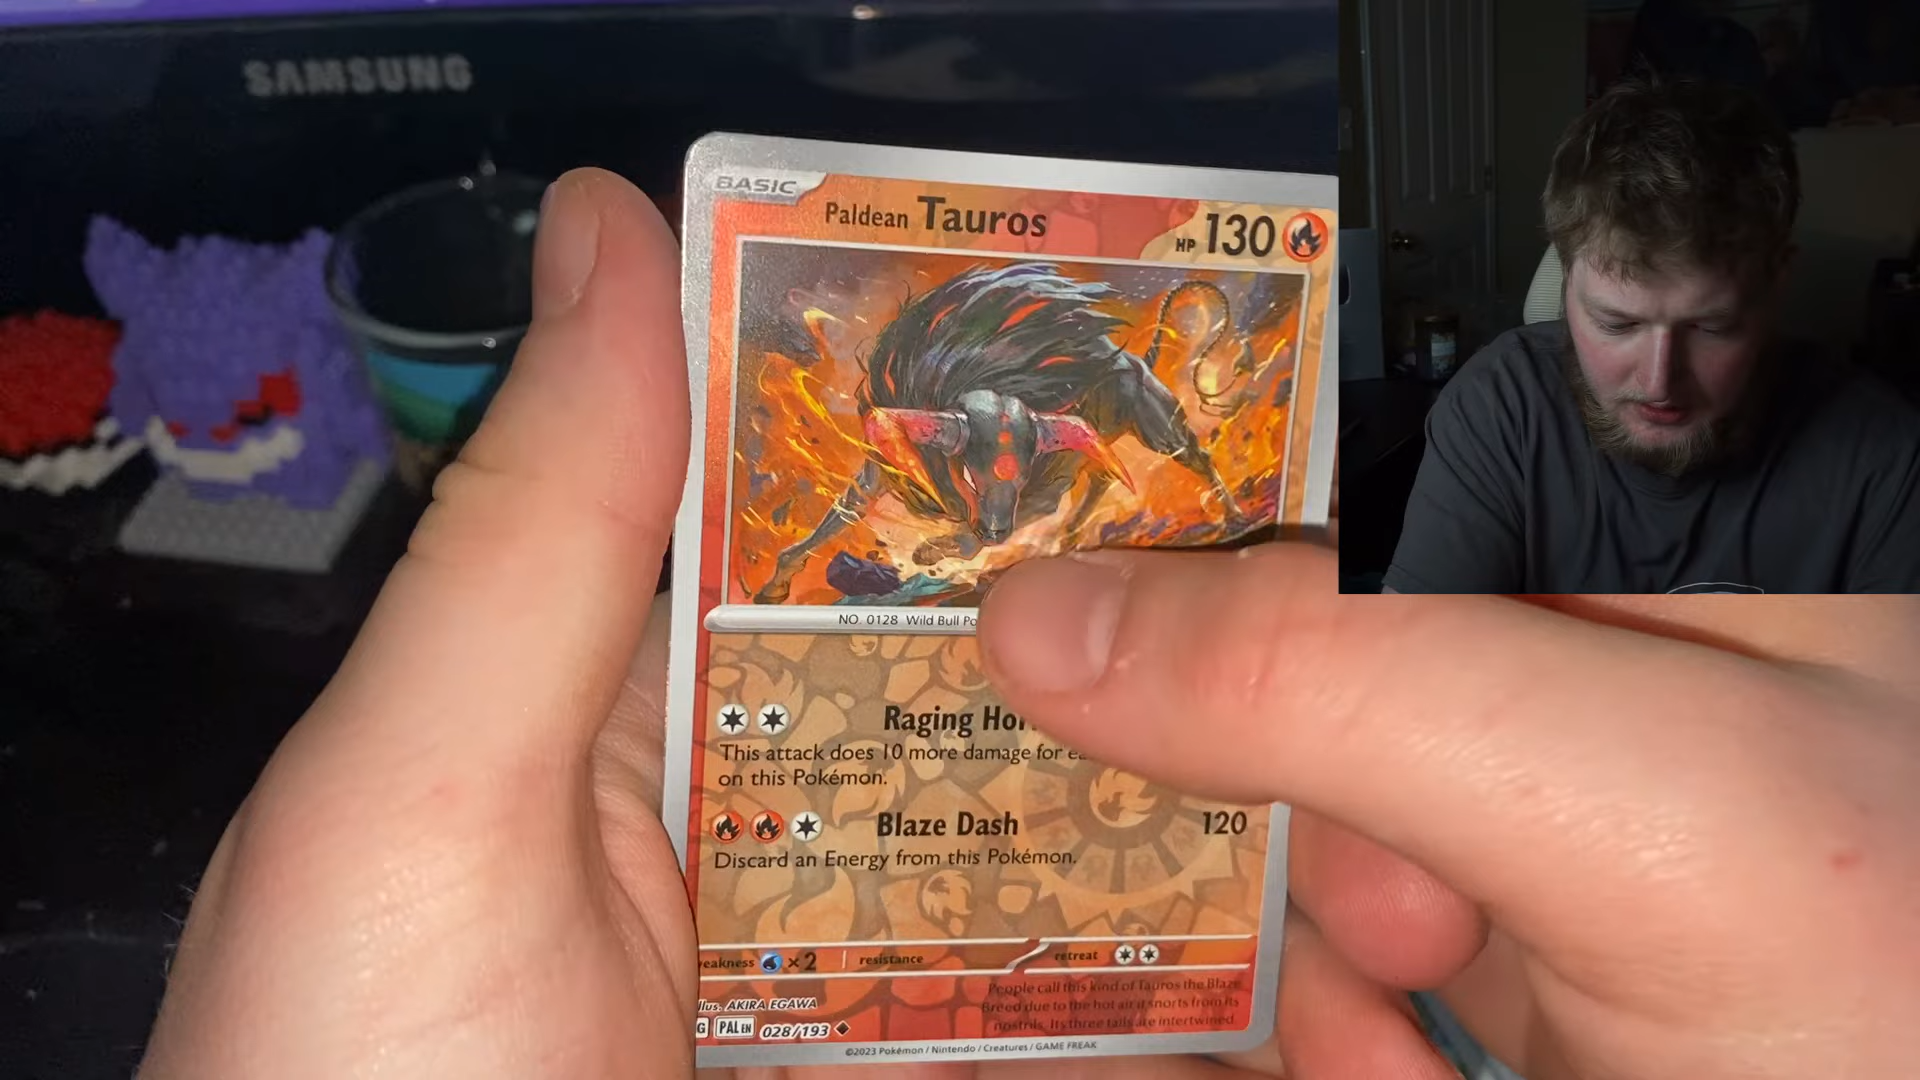 SAMSUNG
BASIC
Paldean Tauros
HP 130
NO. 0128 Wild Bull
Raging
This attack does 10 more damage for
on this Pokémon.
Blaze Dash 120
Discard an Energy from this Pokémon.
weakness ×2 resistance retreat
Illus. AKIRA EGAWA
People call this kind of Tauros the Blaze
Breed due to the hot air it snorts from its
nostrils. Its three tails are intertwined.
G PAL EN 028/193
©2023 Pokémon / Nintendo / Creatures / GAME FREAK